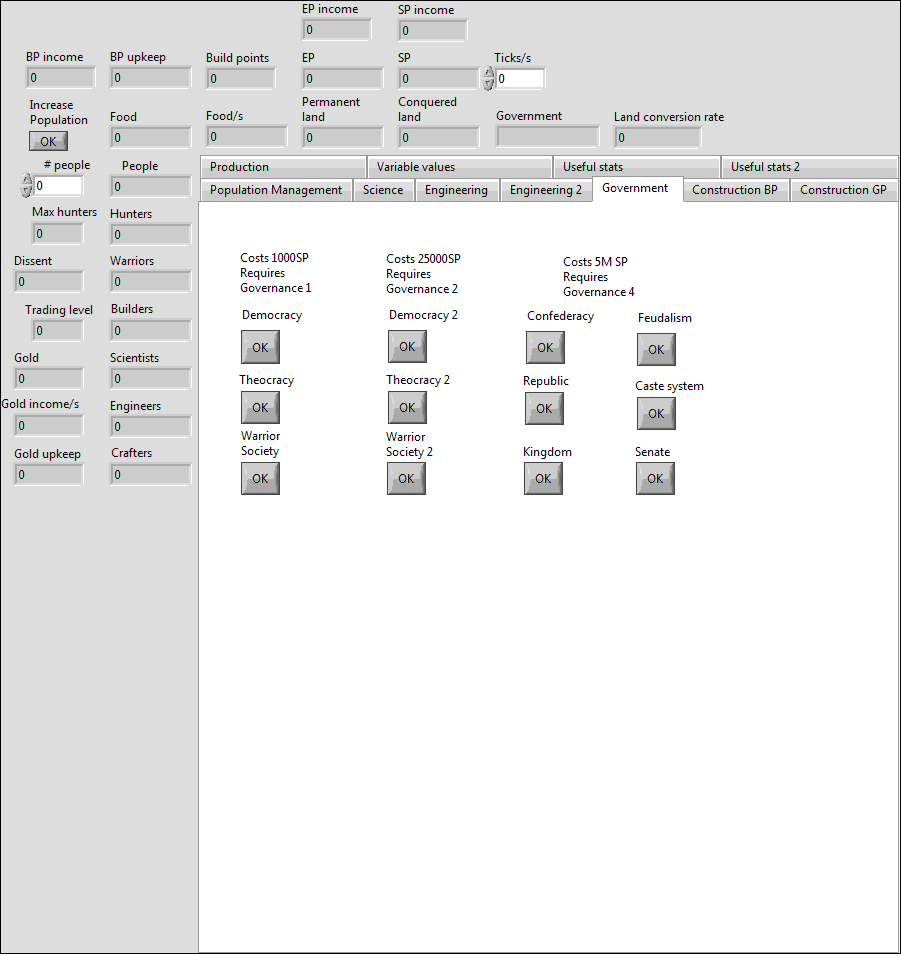 EP income SP income
0 0
BP income BP upkeep Build points EP SP Ticks/s
0 0 0 0 0 0
Increase
Population
OK
Food Food/s
0 0
Permanent
land
0
Conquered
land
0
Government Land conversion rate
0
# people People
0 0
Max hunters Hunters
0 0
Dissent Warriors
0 0
Trading level Builders
0 0
Gold Scientists
0 0
Gold income/s Engineers
0 0
Gold upkeep Crafters
0 0
Production Variable values Useful stats Useful stats 2
Population Management Science Engineering Engineering 2 Government Construction BP Construction GP
Costs 1000SP
Requires
Governance 1
Costs 25000SP
Requires
Governance 2
Costs 5M SP
Requires
Governance 4
Democracy Democracy 2 Confederacy Feudalism
OK OK OK OK
Theocracy Theocracy 2 Republic Caste system
OK OK OK OK
Warrior
Society
Warrior
Society 2
Kingdom Senate
OK OK OK OK